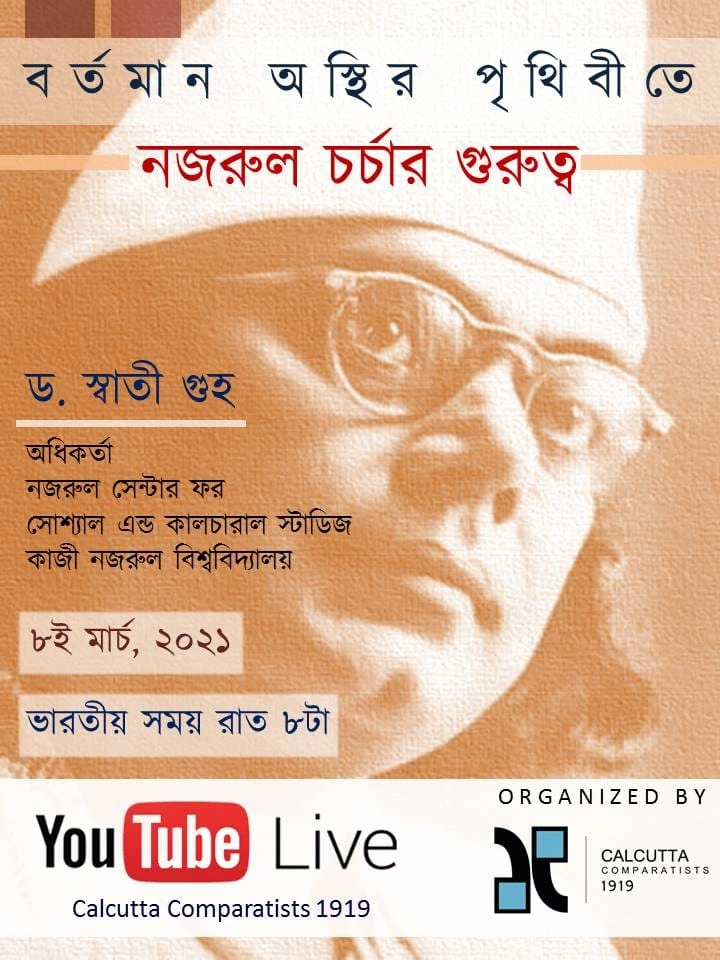 বর্তমান অস্থির পৃথিবীতে
নজরুল চর্চার গুরুত্ব
ড. স্বাতী গুহ
অধিকর্তা
নজরুল সেন্টার ফর
সোশ্যাল এন্ড কালচারাল স্টাডিজ
কাজী নজরুল বিশ্ববিদ্যালয়
৮ই মার্চ, ২০২১
ভারতীয় সময় রাত ৮টা
YouTube Live
Calcutta Comparatists 1919
ORGANIZED BY
CALCUTTA
COMPARATISTS
1919